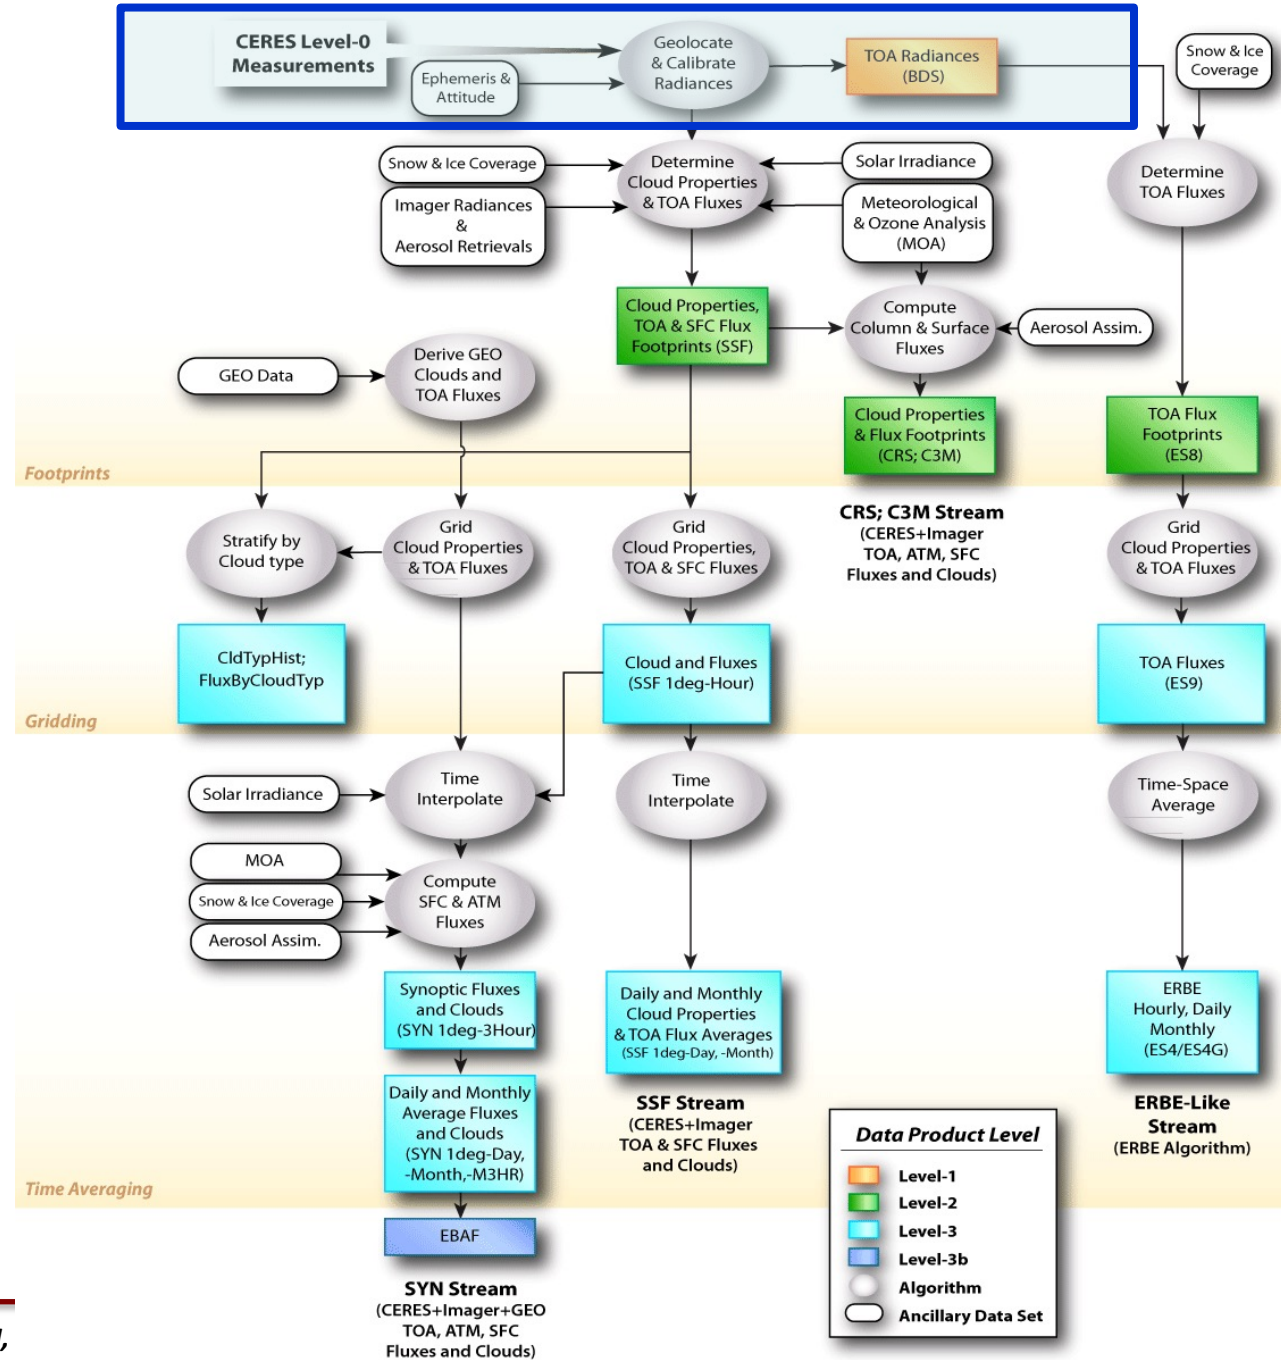 CERES Level-0
Measurements
Ephemeris &
Attitude
Geolocate
& Calibrate
Radiances
TOA Radiances
(BDS)
Snow & Ice
Coverage
Snow & Ice Coverage
Imager Radiances
&
Aerosol Retrievals
Determine
Cloud Properties
& TOA Fluxes
Solar Irradiance
Meteorological
& Ozone Analysis
(MOA)
Determine
TOA Fluxes
Cloud Properties,
TOA & SFC Flux
Footprints (SSF)
Compute
Column & Surface
Fluxes
Aerosol Assim.
GEO Data
Derive GEO
Clouds and
TOA Fluxes
Cloud Properties
& Flux Footprints
(CRS; C3M)
TOA Flux
Footprints
(ES8)
Footprints
CRS; C3M Stream
(CERES+Imager
TOA, ATM, SFC
Fluxes and Clouds)
Stratify by
Cloud type
Grid
Cloud Properties
& TOA Fluxes
Grid
Cloud Properties,
TOA & SFC Fluxes
Grid
Cloud Properties
& TOA Fluxes
CldTypHist;
FluxByCloudTyp
Cloud and Fluxes
(SSF 1deg-Hour)
TOA Fluxes
(ES9)
Gridding
Solar Irradiance
Time
Interpolate
Time
Interpolate
Time-Space
Average
MOA
Snow & Ice Coverage
Aerosol Assim.
Compute
SFC & ATM
Fluxes
Synoptic Fluxes
and Clouds
(SYN 1deg-3Hour)
Daily and Monthly
Cloud Properties
& TOA Flux Averages
(SSF 1deg-Day, -Month)
ERBE
Hourly, Daily
Monthly
(ES4/ES4G)
Daily and Monthly
Average Fluxes
and Clouds
(SYN 1deg-Day,
-Month,-M3HR)
SSF Stream
(CERES+Imager
TOA & SFC Fluxes
and Clouds)
ERBE-Like
Stream
(ERBE Algorithm)
Time Averaging
EBAF
SYN Stream
(CERES+Imager+GEO
TOA, ATM, SFC
Fluxes and Clouds)
Data Product Level
Level-1
Level-2
Level-3
Level-3b
Algorithm
Ancillary Data Set